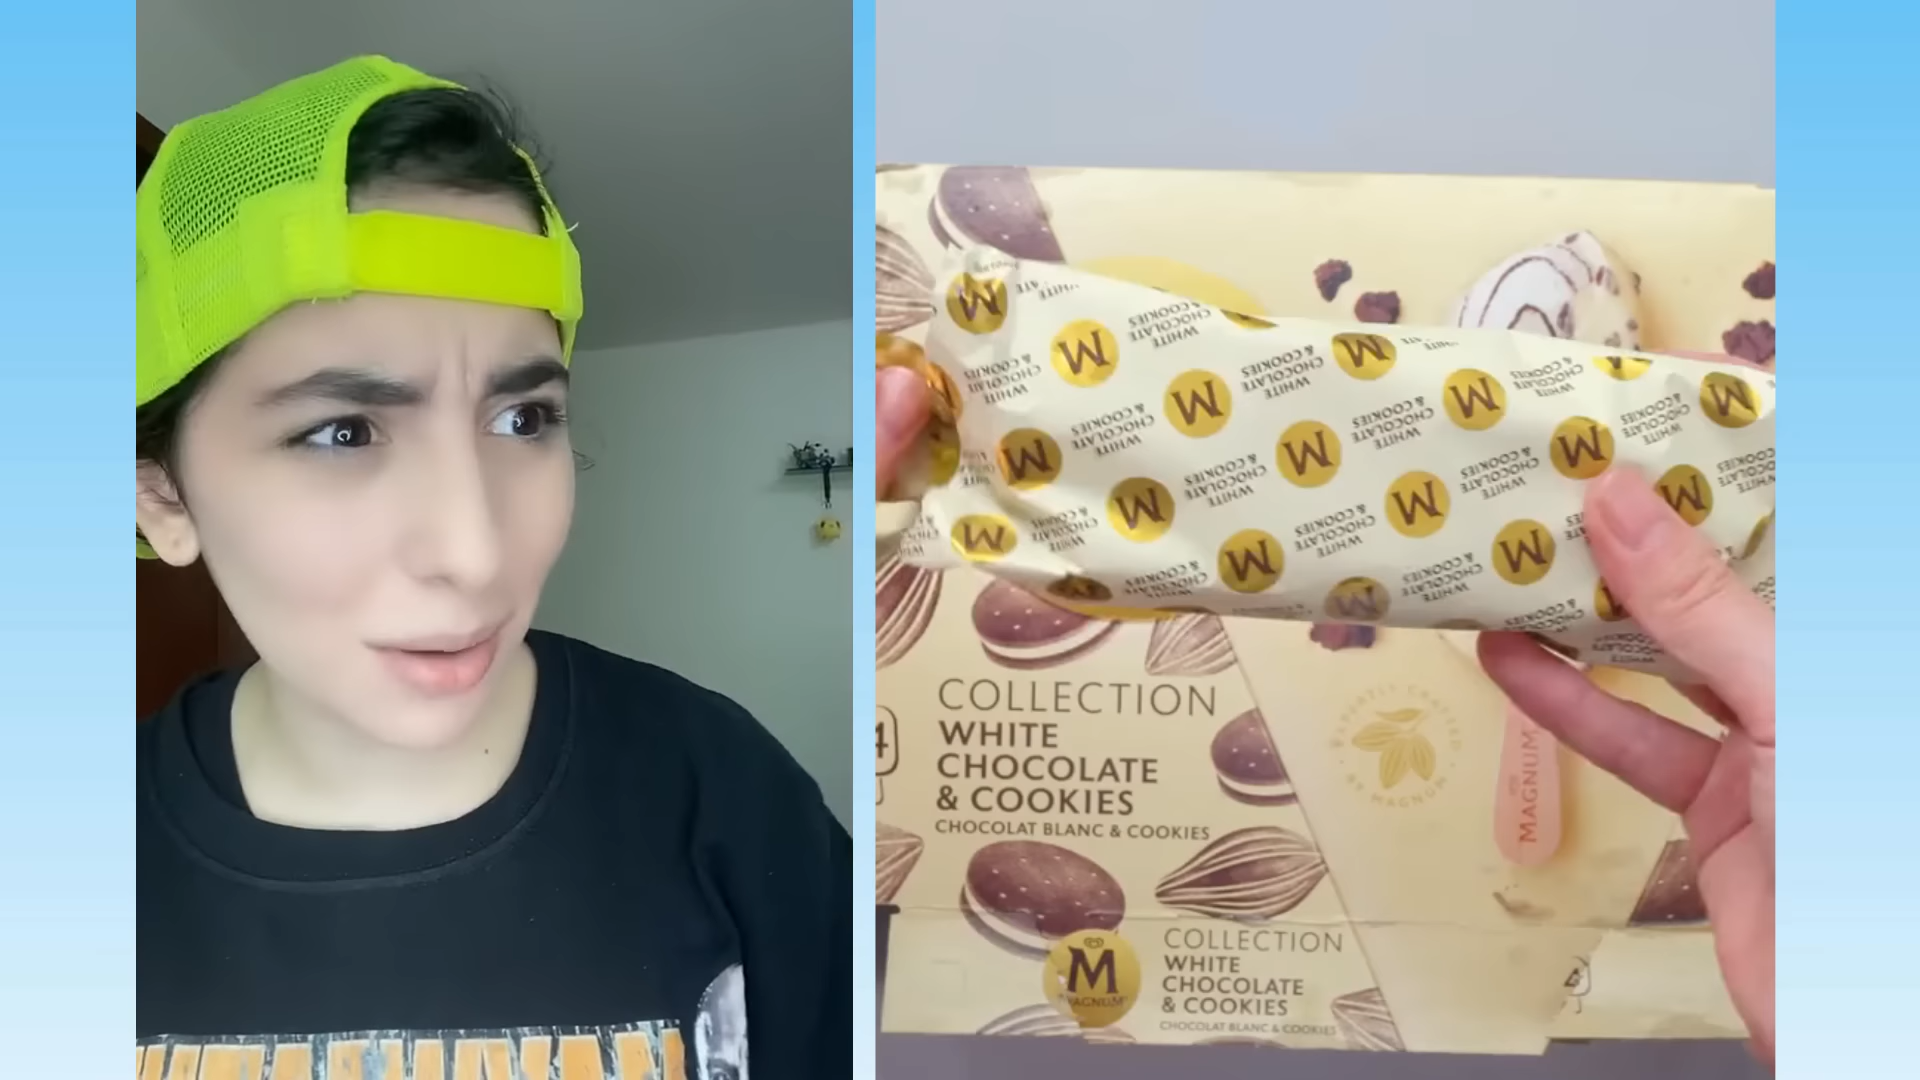 M
WHITE
CHOCOLATE
& COOKIES
COLLECTION
WHITE
CHOCOLATE
& COOKIES
CHOCOLAT BLANC & COOKIES
4
MAGNUM
M
MAGNUM
COLLECTION
WHITE
CHOCOLATE
& COOKIES
CHOCOLAT BLANC & COOKIES